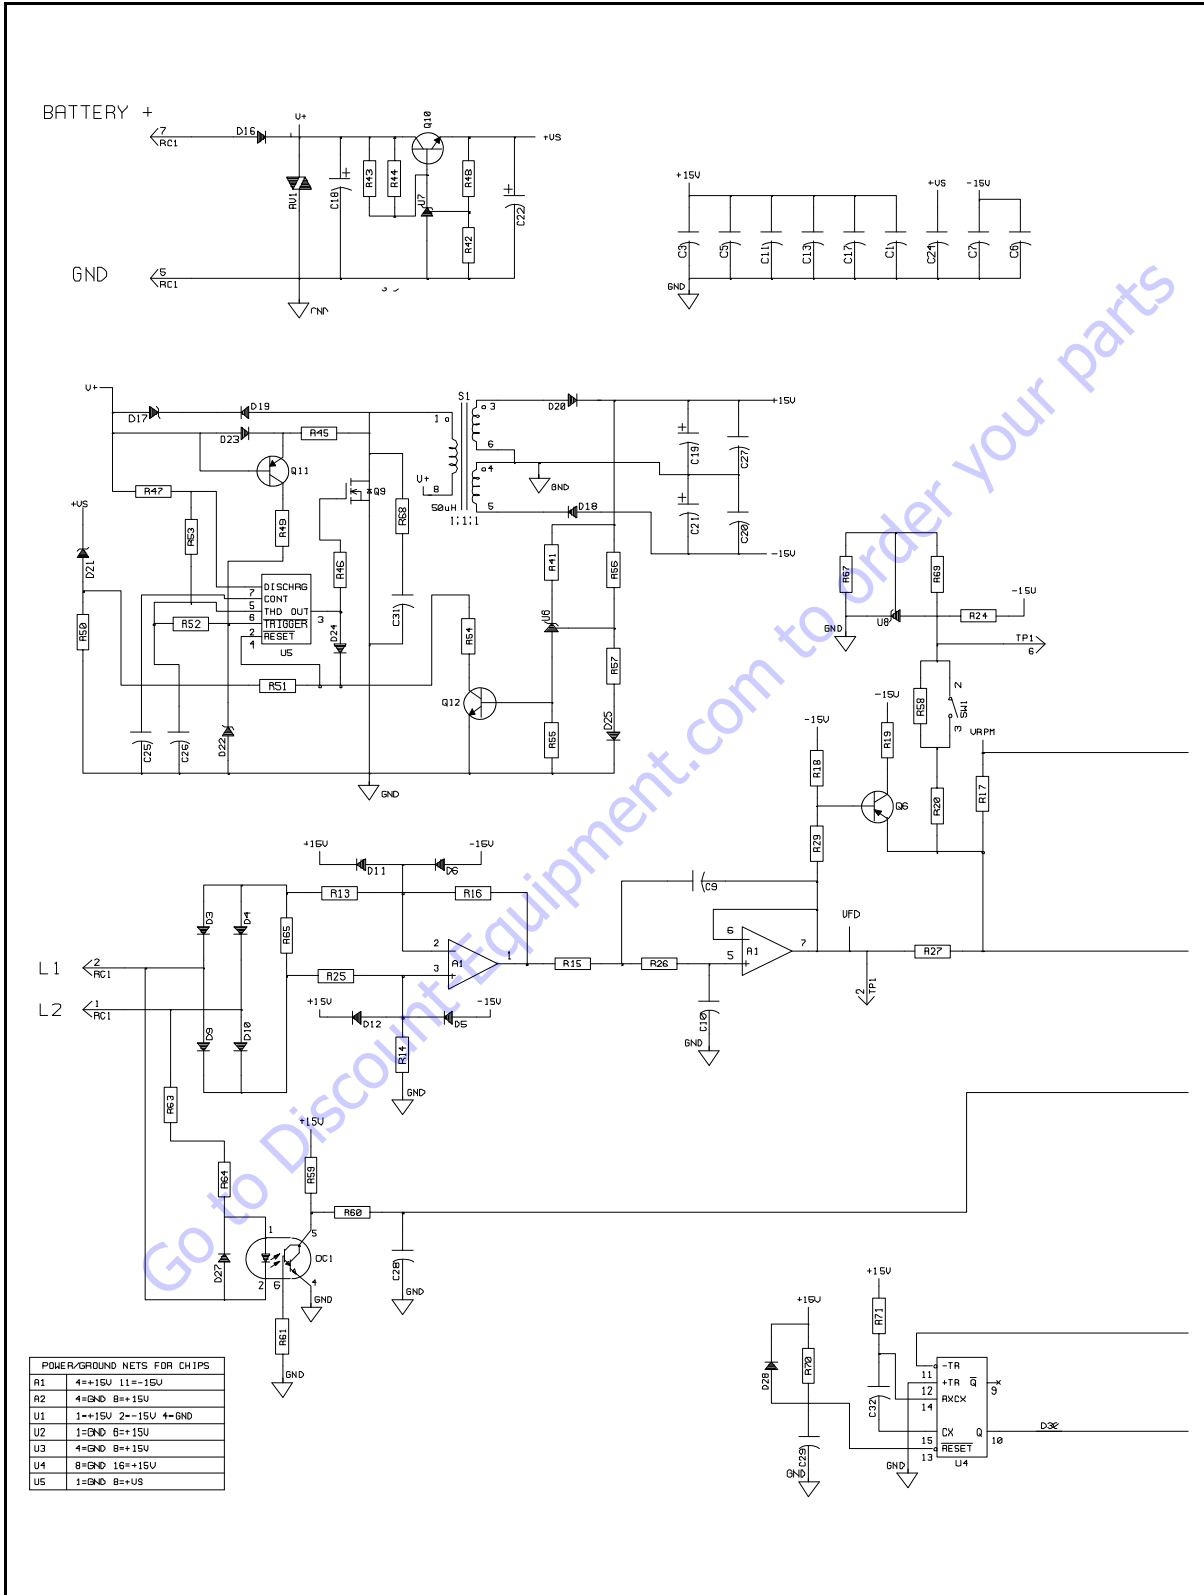 BATTERY +
7
RC1
D16
V+
Q10
+VS
RV1
C18
+
R43
R44
U7
R48
R42
+
C22
GND
5
RC1
+15V
+VS
-15V
C3
C5
C11
C13
C17
C1
C24
C7
C6
GND
V+
D17
D19
D23
R45
Q11
R47
R53
R49
+VS
D21
R50
R52
DISCHRG
7
CONT
5
THD OUT
3
6
TRIGGER
2
RESET
4
U5
R51
C25
C26
D22
Q9
R46
D24
R68
C31
GND
S1
1
3
6
4
5
V+
8
50uH
1:1:1
D20
+15V
+
C19
C27
GND
+
C21
C20
D18
-15V
R41
R56
U6
R54
R57
Q12
R55
D25
R67
R69
U8
GND
R24
-15V
TP1
6
R58
2
SW1
3
-15V
-15V
R19
VRPM
R18
R17
Q6
R20
R29
+15V
-15V
D11
D6
R13
R16
D3
D4
R65
C9
VFD
L1
2
RC1
L2
1
RC1
R25
2
3
A1
1
R15
R26
6
5
A1
7
R27
2
TP1
+15V
-15V
D12
D5
D9
D10
R14
GND
C10
GND
R63
+15V
R59
R64
R60
1
5
OC1
D27
2
6
4
GND
C28
GND
R61
GND
+15V
+15V
R71
R70
D28
C32
C29
GND
GND
-TR
11
+TR
Q
9
12
RXCX
14
CX
Q
10
15
RESET
13
U4
POWER/GROUND NETS FOR CHIPS
A1 4=+15V 11=-15V
A2 4=GND 8=+15V
U1 1=+15V 2=-15V 4=GND
U2 1=GND 6=+15V
U3 4=GND 8=+15V
U4 8=GND 16=+15V
U5 1=GND 8=+VS
Go to Discount-Equipment.com to order your parts